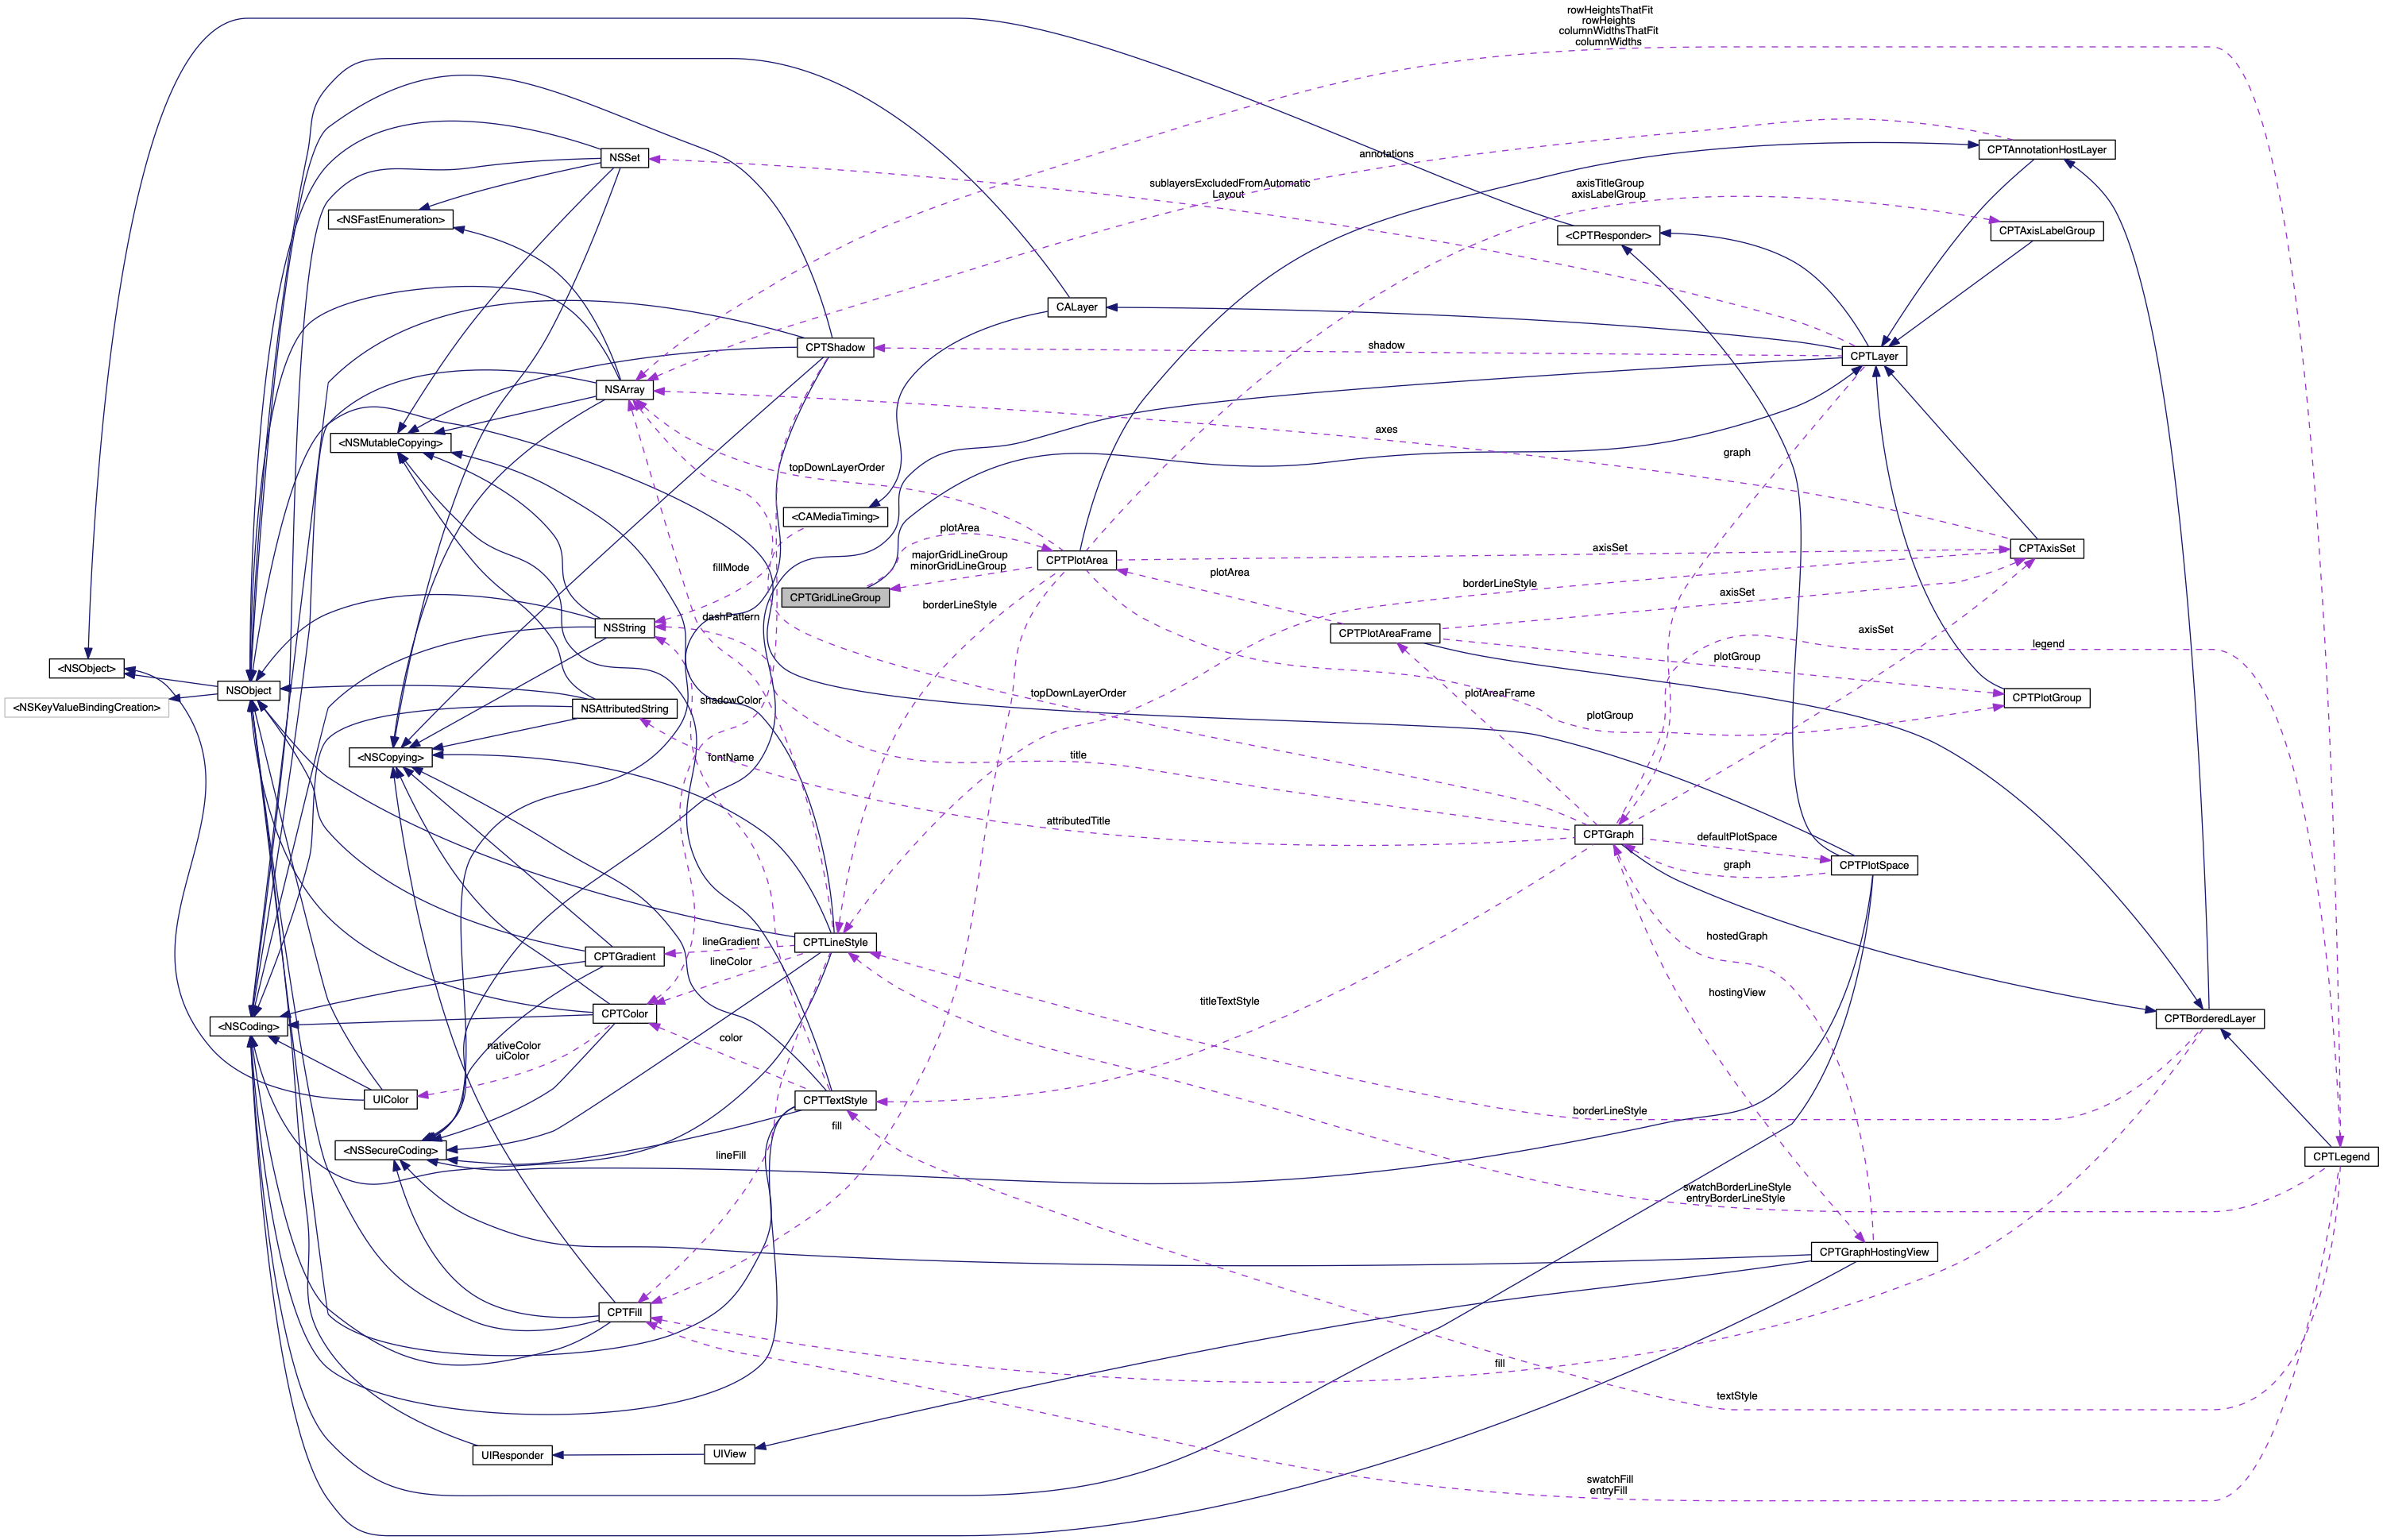 rowHeightsThatFit
rowHeights
columnWidthsThatFit
columnWidths
NSSet
annotations
CPTAnnotationHostLayer
sublayersExcludedFromAutomatic
Layout
axisTitleGroup
axisLabelGroup
<NSFastEnumeration>
<CPTResponder>
CPTAxisLabelGroup
CALayer
CPTShadow
shadow
CPTLayer
NSArray
<NSMutableCopying>
axes
graph
topDownLayerOrder
<CAMediaTiming>
plotArea
CPTPlotArea
axisSet
CPTAxisSet
fillMode
majorGridLineGroup
minorGridLineGroup
plotArea
borderLineStyle
CPTGridLineGroup
borderLineStyle
axisSet
dashPattern
NSString
CPTPlotAreaFrame
axisSet
legend
plotGroup
<NSObject>
NSObject
<NSKeyValueBindingCreation>
NSAttributedString
shadowColor
topDownLayerOrder
plotAreaFrame
CPTPlotGroup
plotGroup
<NSCopying>
fontName
title
attributedTitle
CPTGraph
defaultPlotSpace
graph
CPTPlotSpace
CPTGradient
lineGradient
CPTLineStyle
hostedGraph
lineColor
hostingView
titleTextStyle
<NSCoding>
CPTColor
CPTBorderedLayer
nativeColor
uiColor
color
UIColor
CPTTextStyle
borderLineStyle
fill
<NSSecureCoding>
lineFill
CPTLegend
swatchBorderLineStyle
entryBorderLineStyle
CPTGraphHostingView
CPTFill
fill
textStyle
UIResponder
UIView
swatchFill
entryFill